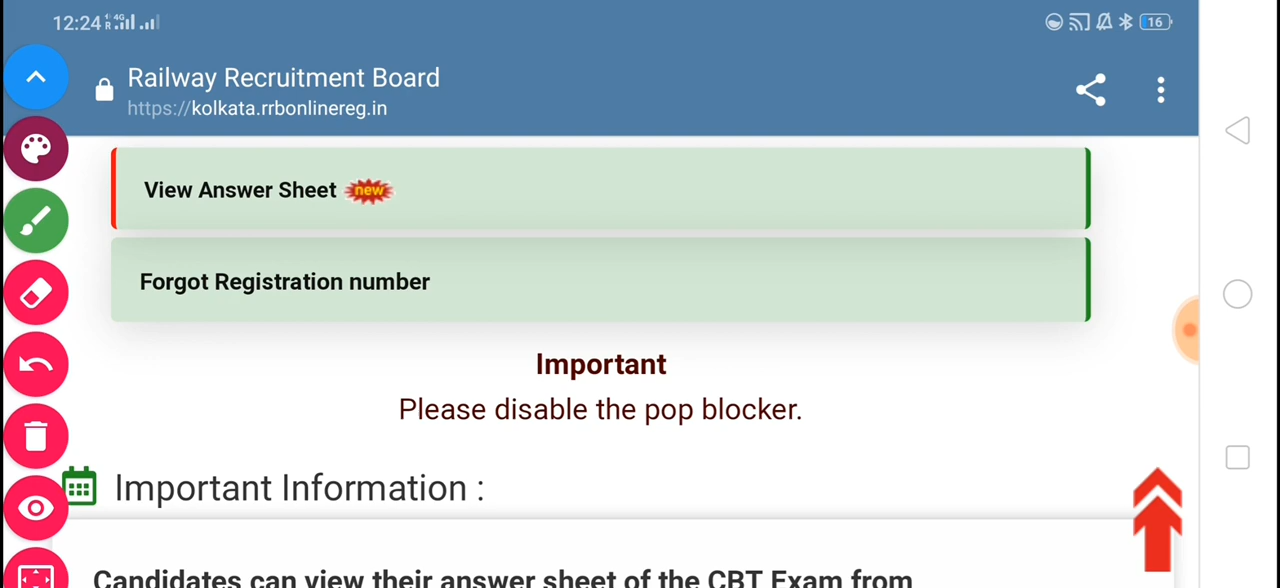 12:24 4G R 16
Railway Recruitment Board
https://kolkata.rrbonlinereg.in
View Answer Sheet new
Forgot Registration number
Important
Please disable the pop blocker.
Important Information :
Candidates can view their answer sheet of the CBT Exam from